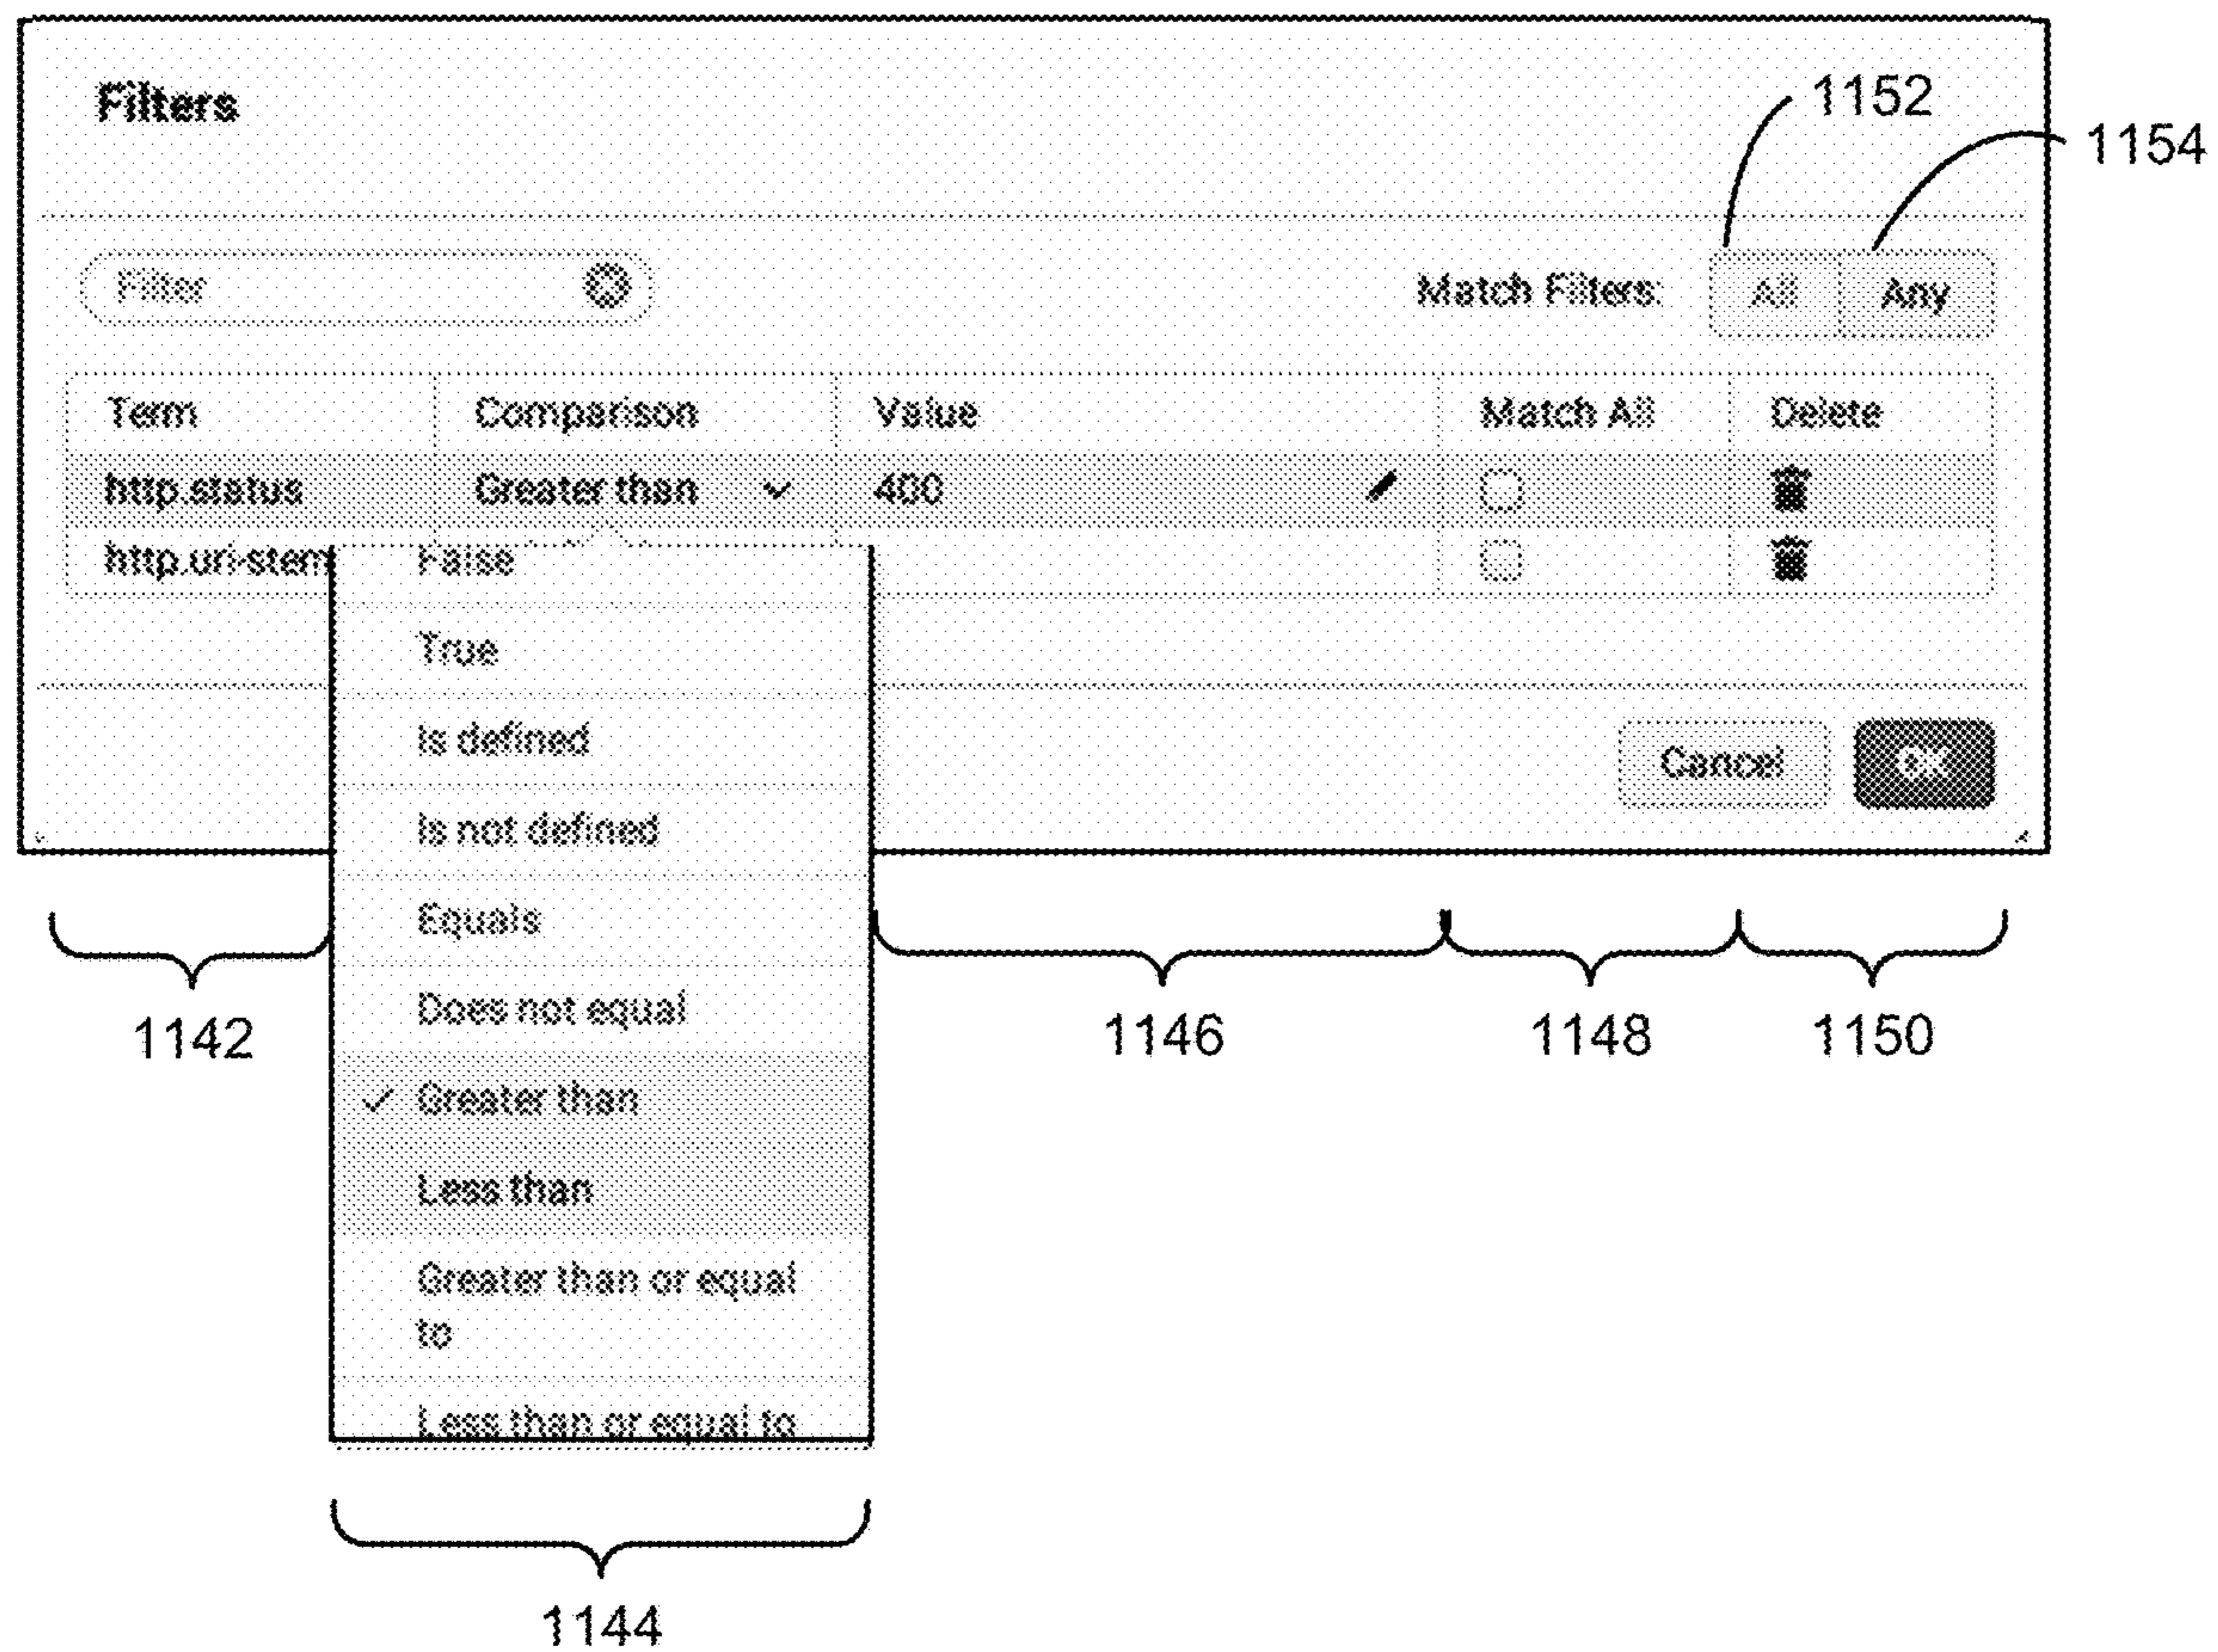 Filters
1152
1154
Filter
Match Filters:
All
Any
Term
Comparison
Value
Match All
Delete
http.status
Greater than
400
http.uri-stem
False
True
Is defined
Is not defined
Equals
Does not equal
Greater than
Less than
Greater than or equal
to
Less than or equal to
Cancel
OK
1142
1146
1148
1150
1144